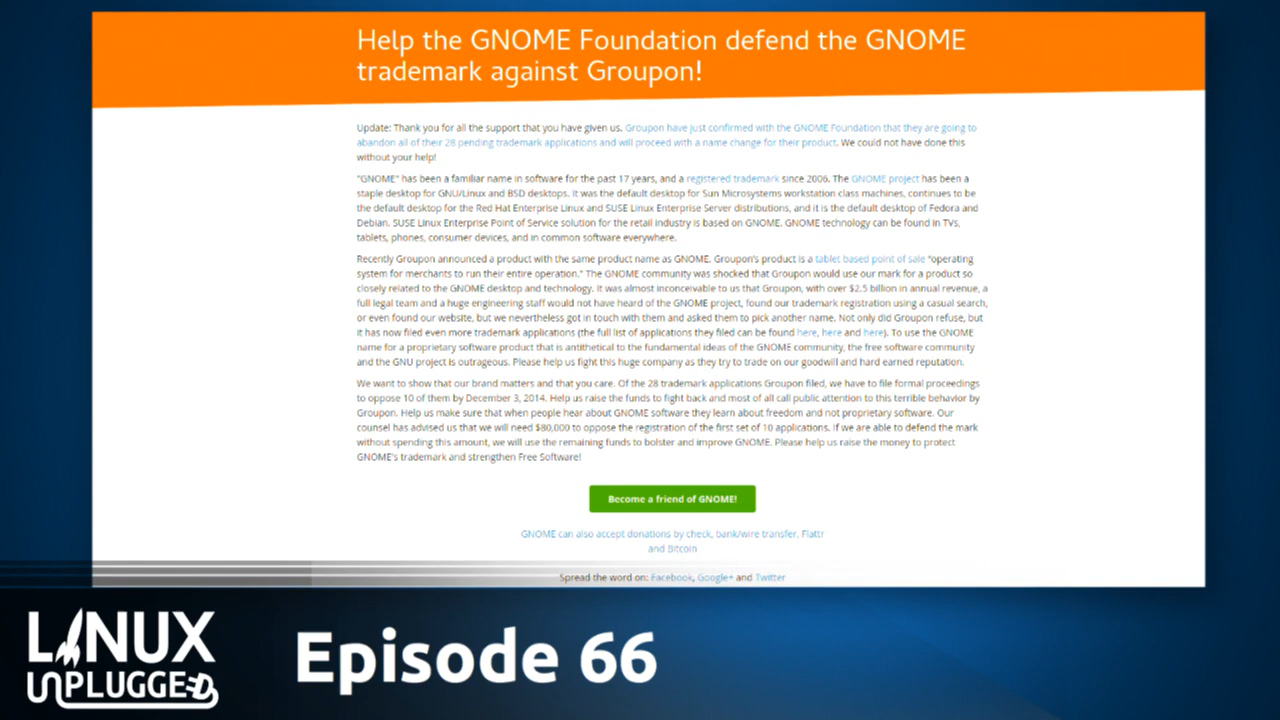 Help the GNOME Foundation defend the GNOME
trademark against Groupon!
Update: Thank you for all the support that you have given us. Groupon have just confirmed with the GNOME Foundation that they are going to
abandon all of their 28 pending trademark applications and will proceed with a name change for their product. We could not have done this
without your help!
"GNOME" has been a familiar name in software for the past 17 years, and a registered trademark since 2006. The GNOME project has been a
staple desktop for GNU/Linux and BSD desktops. It was the default desktop for Sun Microsystems workstation class machines, continues to be
the default desktop for the Red Hat Enterprise Linux and SUSE Linux Enterprise Server distributions, and it is the default desktop of Fedora and
Debian. SUSE Linux Enterprise Point of Service solution for the retail industry is based on GNOME. GNOME technology can be found in TVs,
tablets, phones, consumer devices, and in common software everywhere.
Recently Groupon announced a product with the same product name as GNOME. Groupon's product is a tablet based point of sale "operating
system for merchants to run their entire operation." The GNOME community was shocked that Groupon would use our mark for a product so
closely related to the GNOME desktop and technology. It was almost inconceivable to us that Groupon, with over $2.5 billion in annual revenue, a
full legal team and a huge engineering staff would not have heard of the GNOME project, found our trademark registration using a casual search,
or even found our website, but we nevertheless got in touch with them and asked them to pick another name. Not only did Groupon refuse, but
it has now filed even more trademark applications (the full list of applications they filed can be found here, here and here). To use the GNOME
name for a proprietary software product that is antithetical to the fundamental ideas of the GNOME community, the free software community
and the GNU project is outrageous. Please help us fight this huge company as they try to trade on our goodwill and hard earned reputation.
We want to show that our brand matters and that you care. Of the 28 trademark applications Groupon filed, we have to file formal proceedings
to oppose 10 of them by December 3, 2014. Help us raise the funds to fight back and most of all call public attention to this terrible behavior by
Groupon. Help us make sure that when people hear about GNOME software they learn about freedom and not proprietary software. Our
counsel has advised us that we will need $80,000 to oppose the registration of the first set of 10 applications. If we are able to defend the mark
without spending this amount, we will use the remaining funds to bolster and improve GNOME. Please help us raise the money to protect
GNOME's trademark and strengthen Free Software!
Become a friend of GNOME!
GNOME can also accept donations by check, bank/wire transfer, Flattr
and Bitcoin
Spread the word on: Facebook, Google+ and Twitter
LINUX
UNPLUGGED
Episode 66